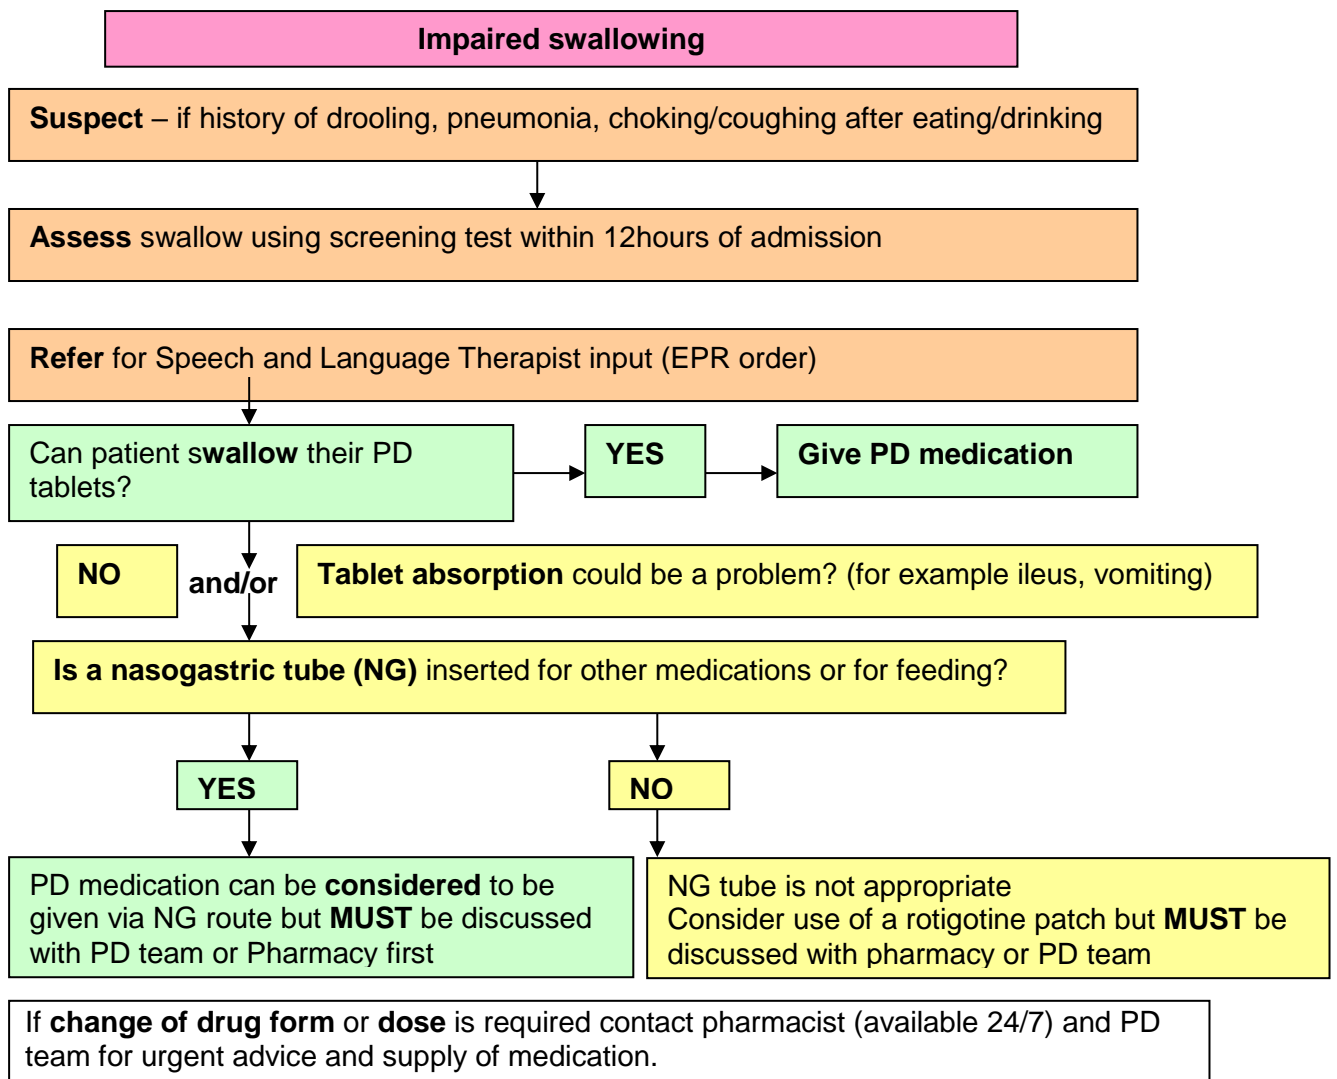 Impaired swallowing
Suspect – if history of drooling, pneumonia, choking/coughing after eating/drinking
Assess swallow using screening test within 12hours of admission
Refer for Speech and Language Therapist input (EPR order)
Can patient swallow their PD
tablets?
YES
Give PD medication
NO
and/or
Tablet absorption could be a problem? (for example ileus, vomiting)
Is a nasogastric tube (NG) inserted for other medications or for feeding?
YES
NO
PD medication can be considered to be
given via NG route but MUST be discussed
with PD team or Pharmacy first
NG tube is not appropriate
Consider use of a rotigotine patch but MUST be
discussed with pharmacy or PD team
If change of drug form or dose is required contact pharmacist (available 24/7) and PD
team for urgent advice and supply of medication.